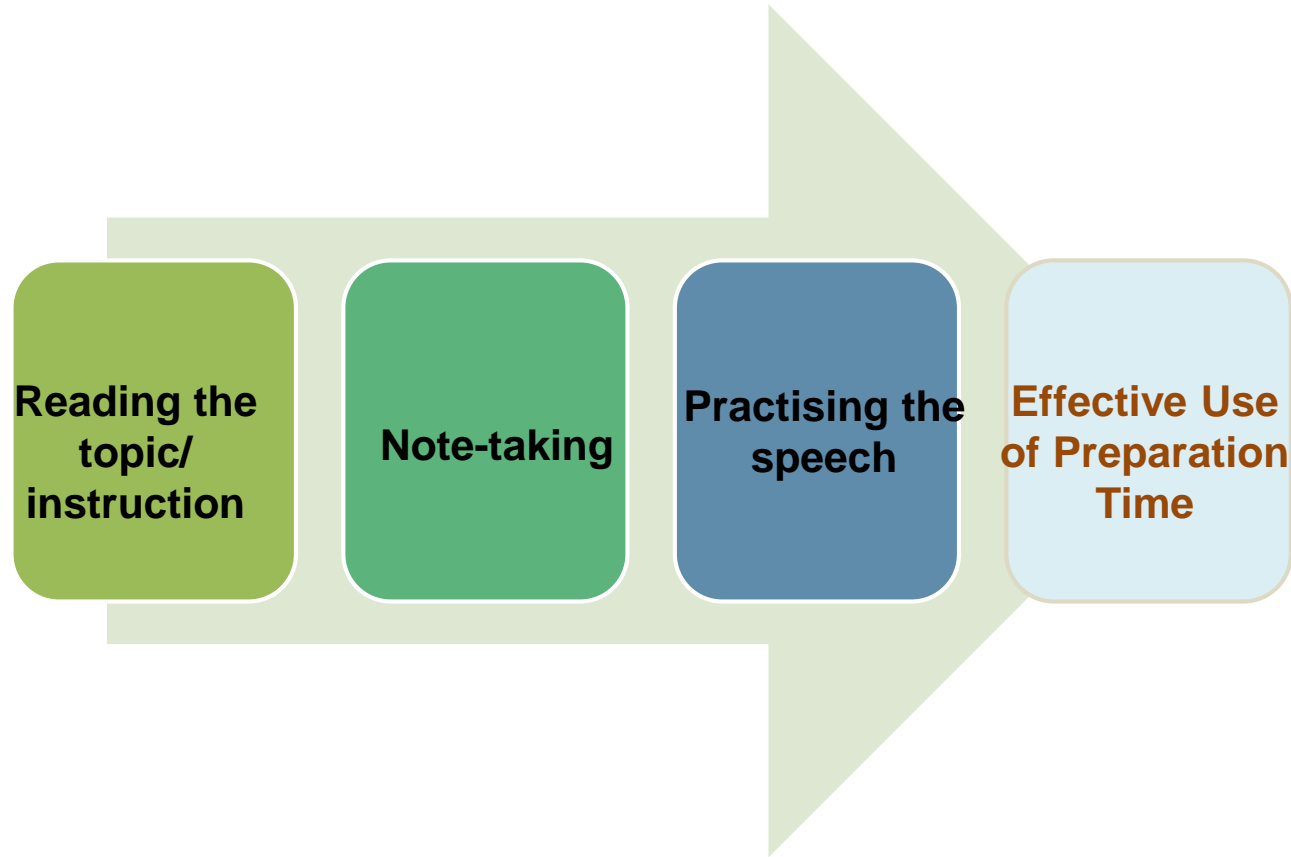 Reading the
topic/
instruction
Note-taking
Practising the
speech
Effective Use
of Preparation
Time